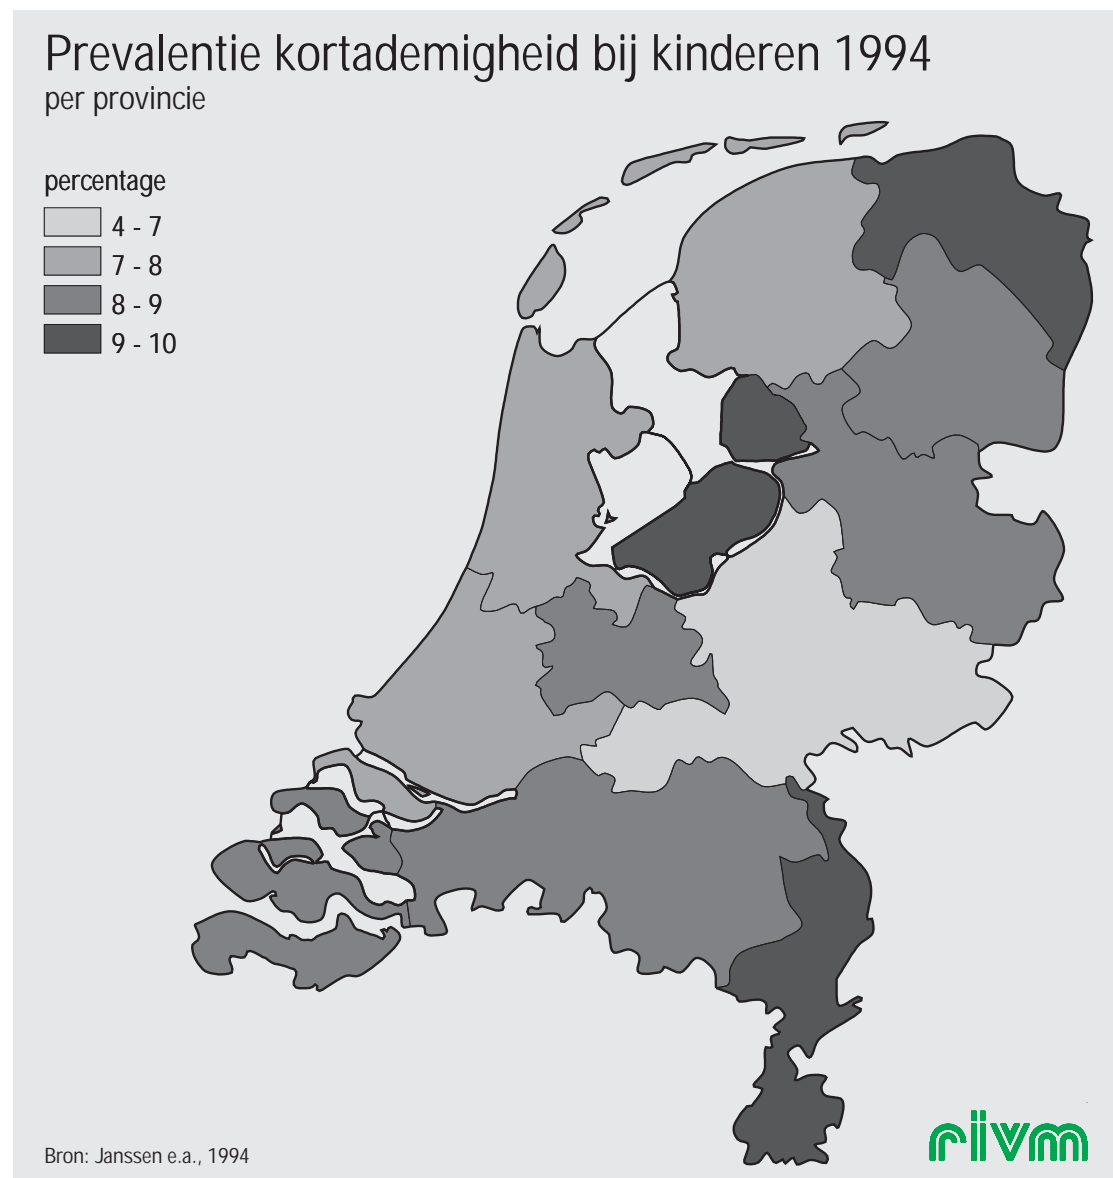 Prevalentie kortademigheid bij kinderen 1994
per provincie
percentage
4 - 7
7 - 8
8 - 9
9 - 10
Bron: Janssen e.a., 1994
rivm